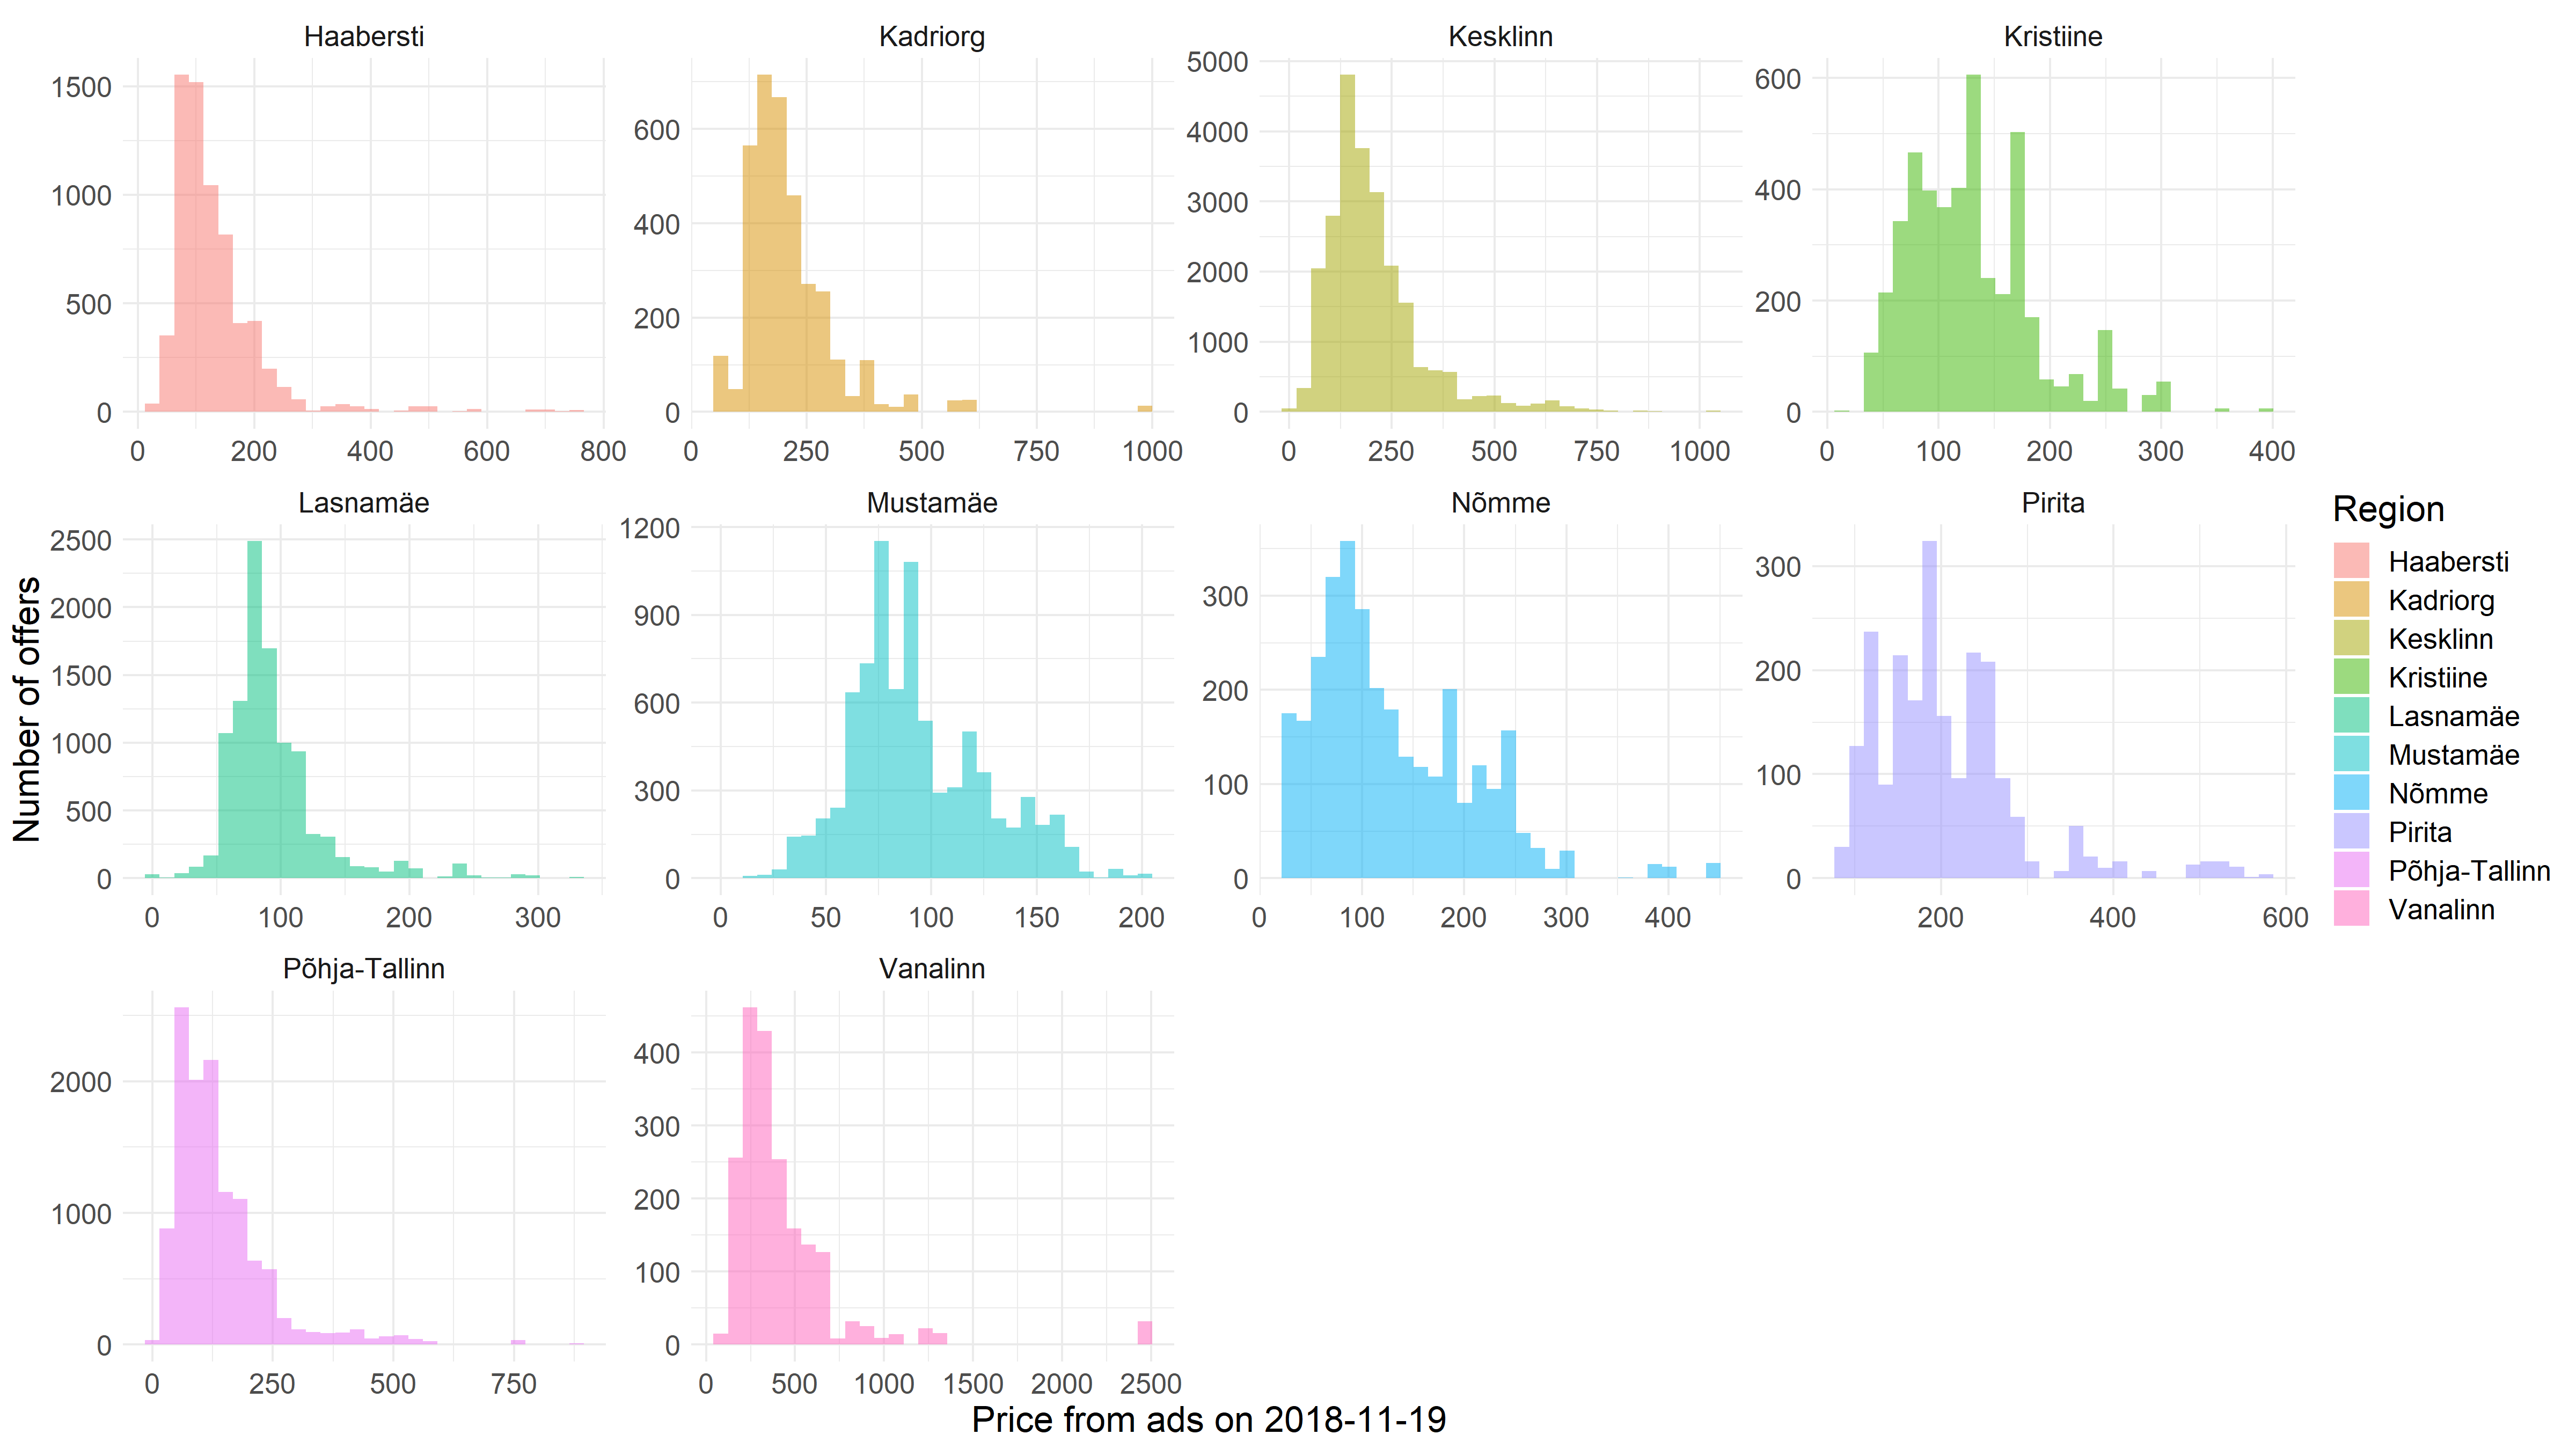 Haabersti
Kadriorg
Kesklinn
Kristiine
1500
1000
500
0
0 200 400 600 800
600
400
200
0
0 250 500 750 1000
5000
4000
3000
2000
1000
0
0 250 500 750 1000
600
400
200
0
0 100 200 300 400
Lasnamäe
Mustamäe
Nõmme
Pirita
2500
2000
1500
1000
500
0
0 100 200 300
1200
900
600
300
0
0 50 100 150 200
300
200
100
0
0 100 200 300 400
300
200
100
0
200 400 600
Põhja-Tallinn
Vanalinn
2000
1000
0
0 250 500 750
400
300
200
100
0
0 500 1000 1500 2000 2500
Number of offers
Price from ads on 2018-11-19
Region
Haabersti
Kadriorg
Kesklinn
Kristiine
Lasnamäe
Mustamäe
Nõmme
Pirita
Põhja-Tallinn
Vanalinn